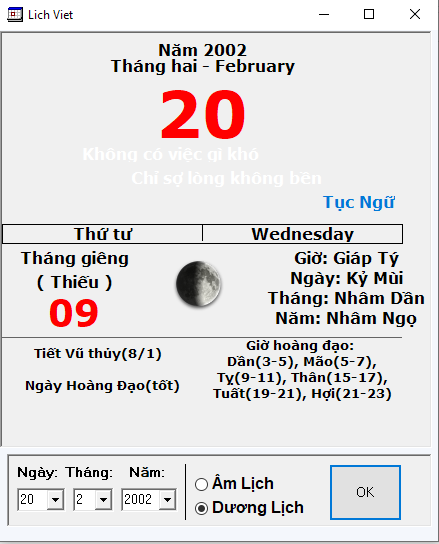 Lich Viet
Năm 2002
Tháng hai - February
20
Không có việc gì khó
Chỉ sợ lòng không bền
Tục Ngữ
Thứ tư
Wednesday
Tháng giêng
( Thiếu )
09
Giờ: Giáp Tý
Ngày: Kỷ Mùi
Tháng: Nhâm Dần
Năm: Nhâm Ngọ
Tiết Vũ thủy(8/1)
Ngày Hoàng Đạo(tốt)
Giờ hoàng đạo:
Dần(3-5), Mão(5-7),
Tỵ(9-11), Thân(15-17),
Tuất(19-21), Hợi(21-23)
Ngày: Tháng: Năm:
20 2 2002
Âm Lịch
Dương Lịch
OK